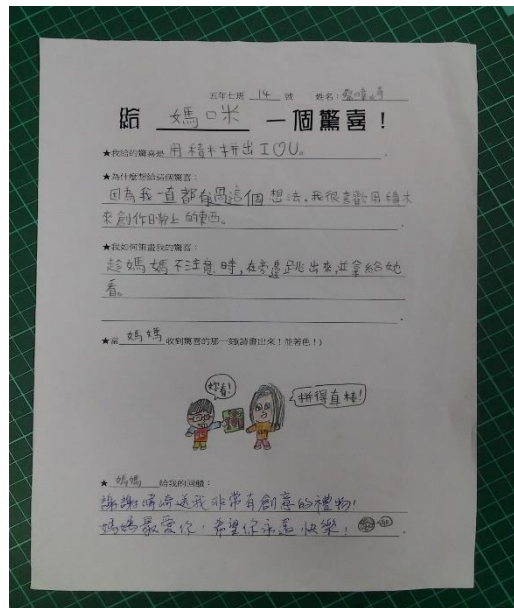 五年七班 14 號 姓名：
給 媽咪 一個驚喜！
★我給的驚喜是 用積木拼出I♡U。
★為什麼想給這個驚喜：
因為我一直都有過這個想法，我很喜歡用積木
來創作日常上的東西。
★我如何策畫我的驚喜：
趁媽媽不注意時，在旁邊跳出來，並拿給她
看。
★當 媽媽 收到驚喜的那一刻(請畫出來！並著色！)
妳看！
拼得真棒！
★ 媽媽 給我的回饋：
謝謝 送我非常有創意的禮物！
媽媽最愛你，希望你永遠快樂！